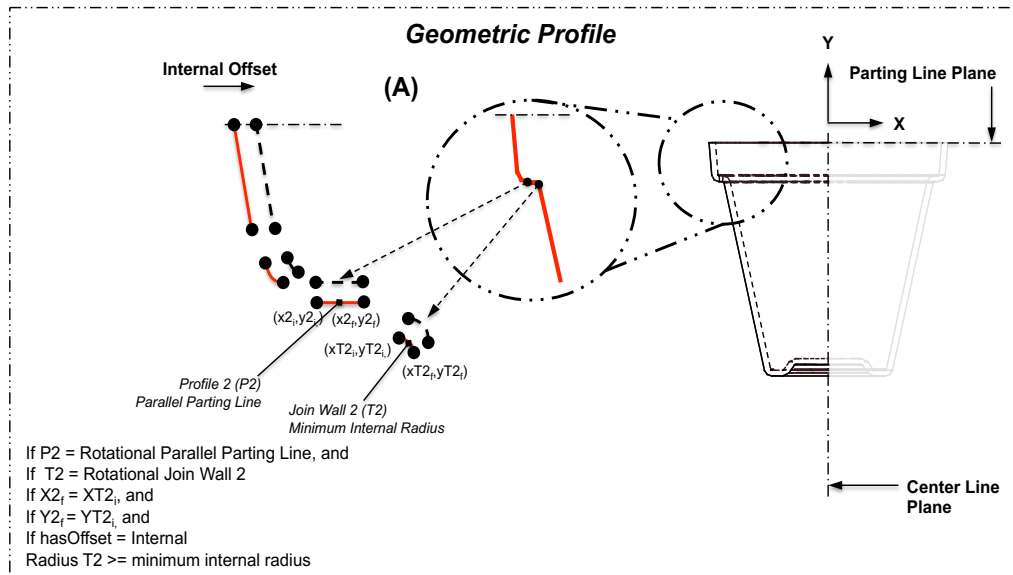 Geometric Profile
Internal Offset
(A)
Y
Parting Line Plane
X
(x2i,y2i,) (x2f,y2f)
(xT2i,yT2i,)
(xT2f,yT2f)
Profile 2 (P2)
Parallel Parting Line
Join Wall 2 (T2)
Minimum Internal Radius
If P2 = Rotational Parallel Parting Line, and
If T2 = Rotational Join Wall 2
If X2f = XT2i, and
If Y2f = YT2i, and
If hasOffset = Internal
Radius T2 >= minimum internal radius
Center Line
Plane